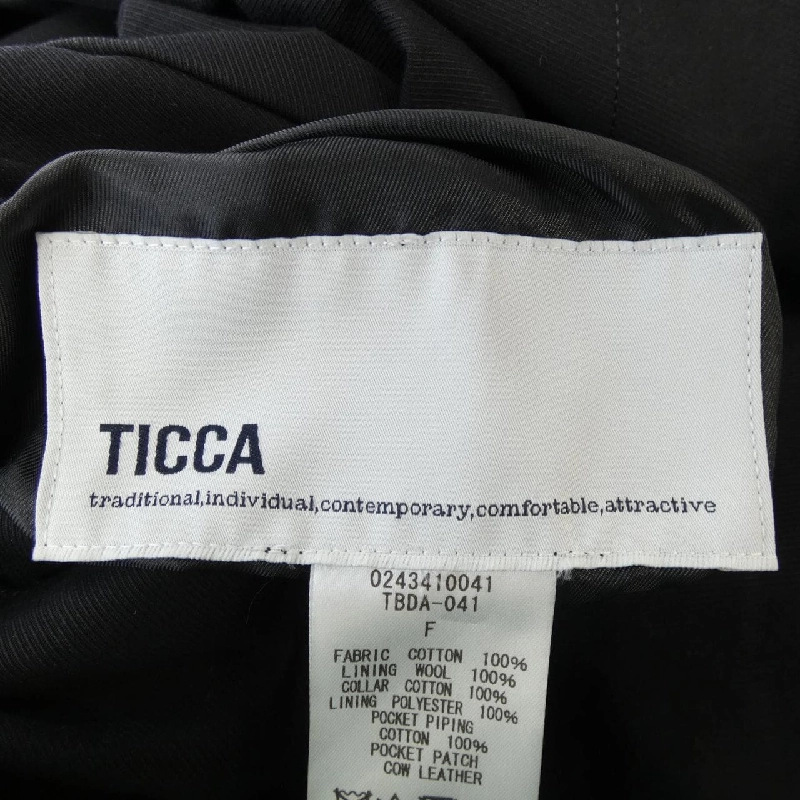 TICCA
traditional,individual,contemporary,comfortable,attractive
0243410041
TBDA-041
F
FABRIC COTTON 100%
LINING WOOL 100%
COLLAR COTTON 100%
LINING POLYESTER 100%
POCKET PIPING
COTTON 100%
POCKET PATCH
COW LEATHER